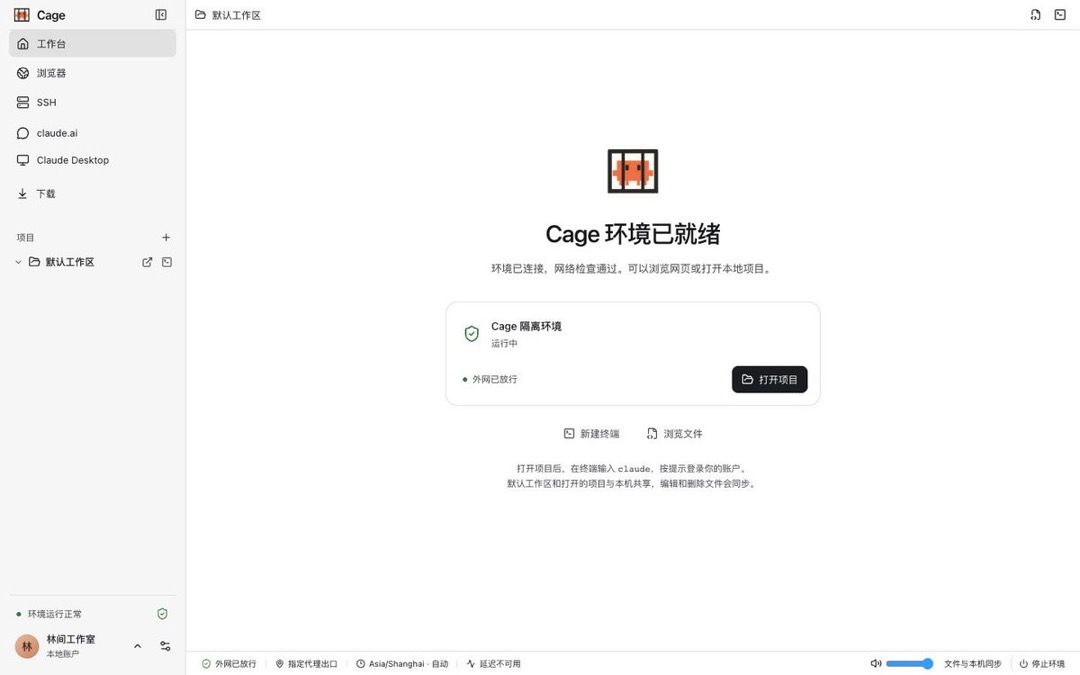 Cage
工作台
浏览器
SSH
claude.ai
Claude Desktop
下载
项目
默认工作区
环境运行正常
林
林间工作室
本地账户
默认工作区
Cage 环境已就绪
环境已连接，网络检查通过。可以浏览网页或打开本地项目。
Cage 隔离环境
运行中
外网已放行
打开项目
新建终端
浏览文件
打开项目后，在终端输入 claude，按提示登录你的账户。
默认工作区和打开的项目与本机共享，编辑和删除文件会同步。
外网已放行
指定代理出口
Asia/Shanghai · 自动
延迟不可用
文件与本机同步
停止环境